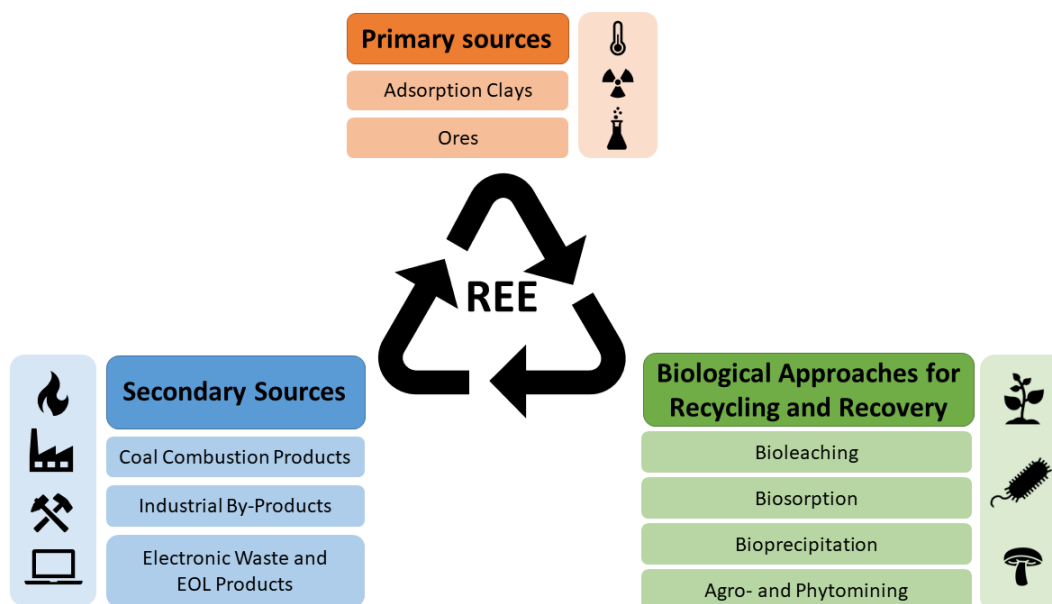 Primary sources
Adsorption Clays
Ores
REE
Secondary Sources
Coal Combustion Products
Industrial By-Products
Electronic Waste and
EOL Products
Biological Approaches for
Recycling and Recovery
Bioleaching
Biosorption
Bioprecipitation
Agro- and Phytomining